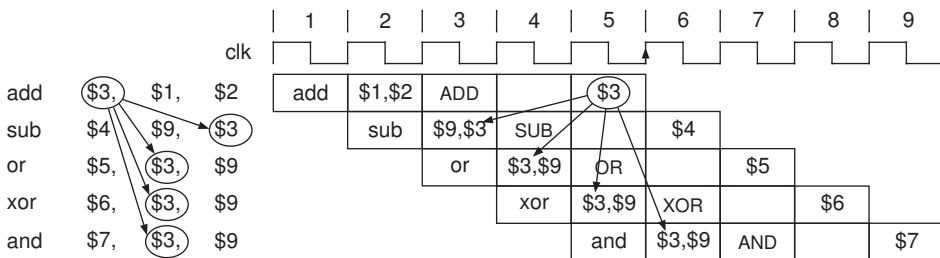 1 2 3 4 5 6 7 8 9
clk
add $3, $1, $2 add $1,$2 ADD $3
sub $4 $9, $3 sub $9,$3 SUB $4
or $5, $3, $9 or $3,$9 OR $5
xor $6, $3, $9 xor $3,$9 XOR $6
and $7, $3, $9 and $3,$9 AND $7